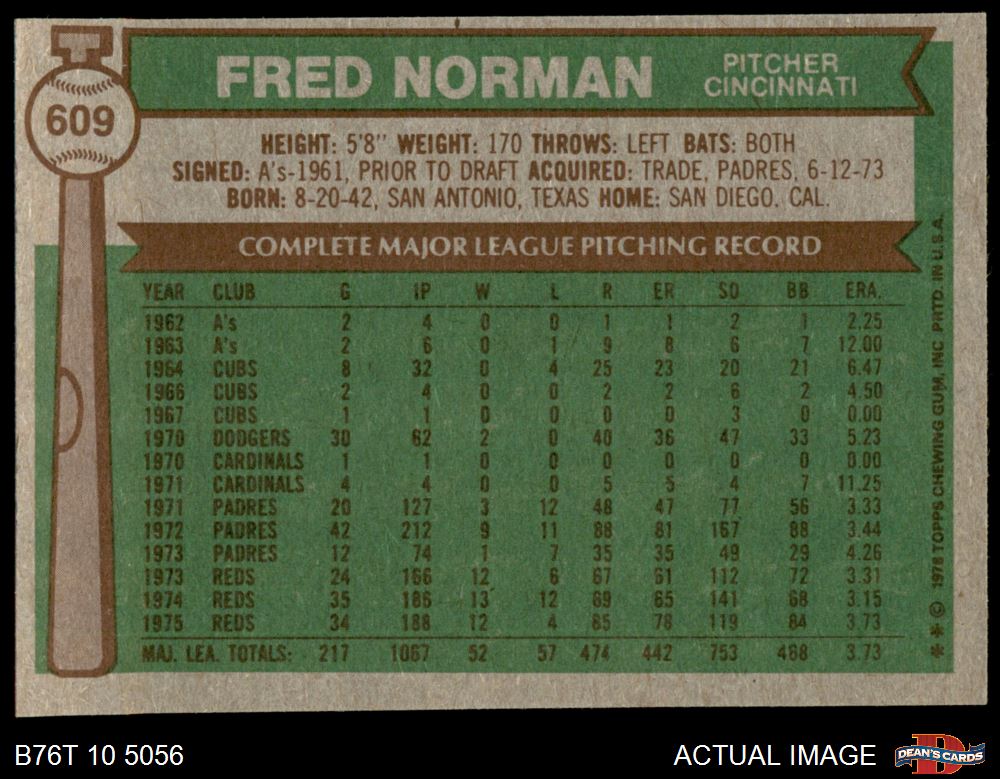 609
FRED NORMAN
PITCHER
CINCINNATI
HEIGHT: 5'8" WEIGHT: 170 THROWS: LEFT BATS: BOTH
SIGNED: A's-1961, PRIOR TO DRAFT ACQUIRED: TRADE, PADRES, 6-12-73
BORN: 8-20-42, SAN ANTONIO, TEXAS HOME: SAN DIEGO, CAL.
COMPLETE MAJOR LEAGUE PITCHING RECORD
YEAR CLUB G IP W L R ER SO BB ERA.
1962 A's 2 4 0 0 1 1 2 1 2.25
1963 A's 2 6 0 1 9 8 6 7 12.00
1964 CUBS 8 32 0 4 25 23 20 21 6.47
1966 CUBS 2 4 0 0 2 2 6 2 4.50
1967 CUBS 1 1 0 0 0 0 3 0 0.00
1970 DODGERS 30 62 2 0 40 36 47 33 5.23
1970 CARDINALS 1 1 0 0 0 0 0 0 0.00
1971 CARDINALS 4 4 0 0 5 5 4 7 11.25
1971 PADRES 20 127 3 12 48 47 77 56 3.33
1972 PADRES 42 212 9 11 88 81 167 88 3.44
1973 PADRES 12 74 1 7 35 35 49 29 4.26
1973 REDS 24 166 12 6 67 61 112 72 3.31
1974 REDS 35 186 13 12 69 65 141 68 3.15
1975 REDS 34 188 12 4 85 78 119 84 3.73
MAJ. LEA. TOTALS: 217 1067 52 57 474 442 753 468 3.73
* * © 1976 TOPPS CHEWING GUM, INC. PRTD. IN U.S.A.
B76T 10 5056
ACTUAL IMAGE
DEAN'S CARDS